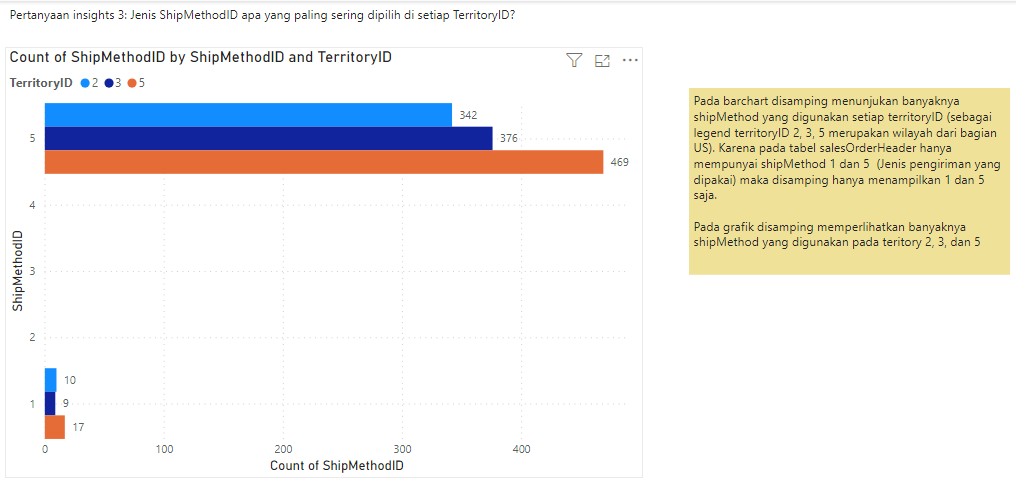 Pertanyaan insights 3: Jenis ShipMethodID apa yang paling sering dipilih di setiap TerritoryID?
Count of ShipMethodID by ShipMethodID and TerritoryID
TerritoryID 2 3 5
5
342
376
469
4
3
2
1
10
9
17
ShipMethodID
0 100 200 300 400
Count of ShipMethodID
Pada barchart disamping menunjukan banyaknya
shipMethod yang digunakan setiap territoryID (sebagai
legend territoryID 2, 3, 5 merupakan wilayah dari bagian
US). Karena pada tabel salesOrderHeader hanya
mempunyai shipMethod 1 dan 5 (Jenis pengiriman yang
dipakai) maka disamping hanya menampilkan 1 dan 5
saja.
Pada grafik disamping memperlihatkan banyaknya
shipMethod yang digunakan pada teritory 2, 3, dan 5